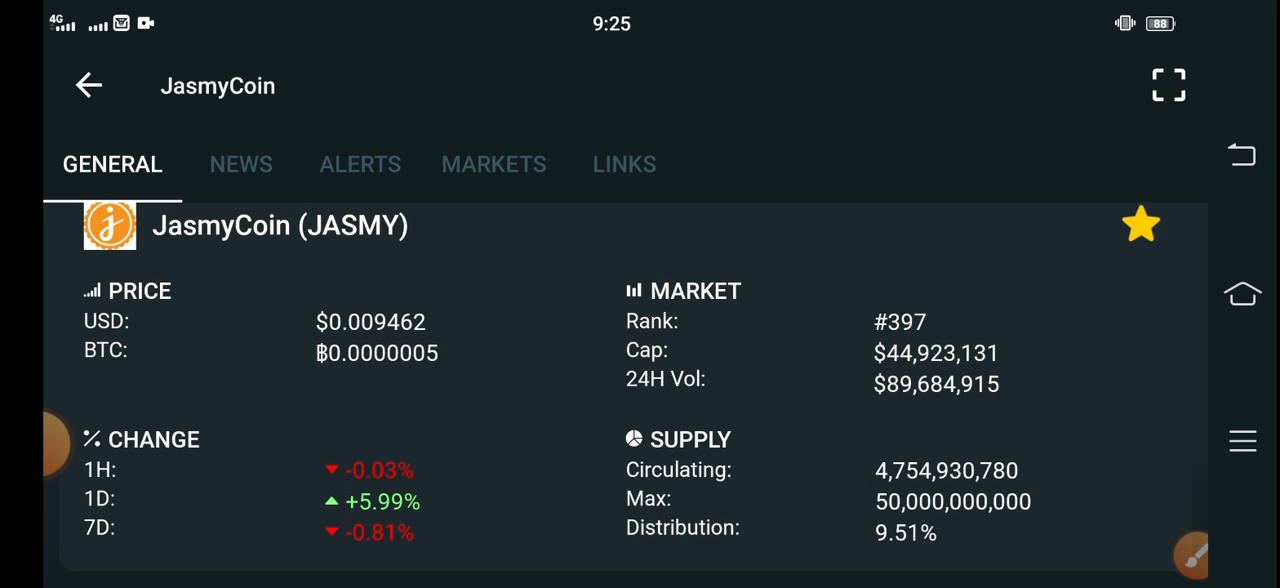 4G 9:25 88
JasmyCoin
GENERAL NEWS ALERTS MARKETS LINKS
JasmyCoin (JASMY)
PRICE
USD: $0.009462
BTC: ฿0.0000005
MARKET
Rank: #397
Cap: $44,923,131
24H Vol: $89,684,915
CHANGE
1H: -0.03%
1D: +5.99%
7D: -0.81%
SUPPLY
Circulating: 4,754,930,780
Max: 50,000,000,000
Distribution: 9.51%